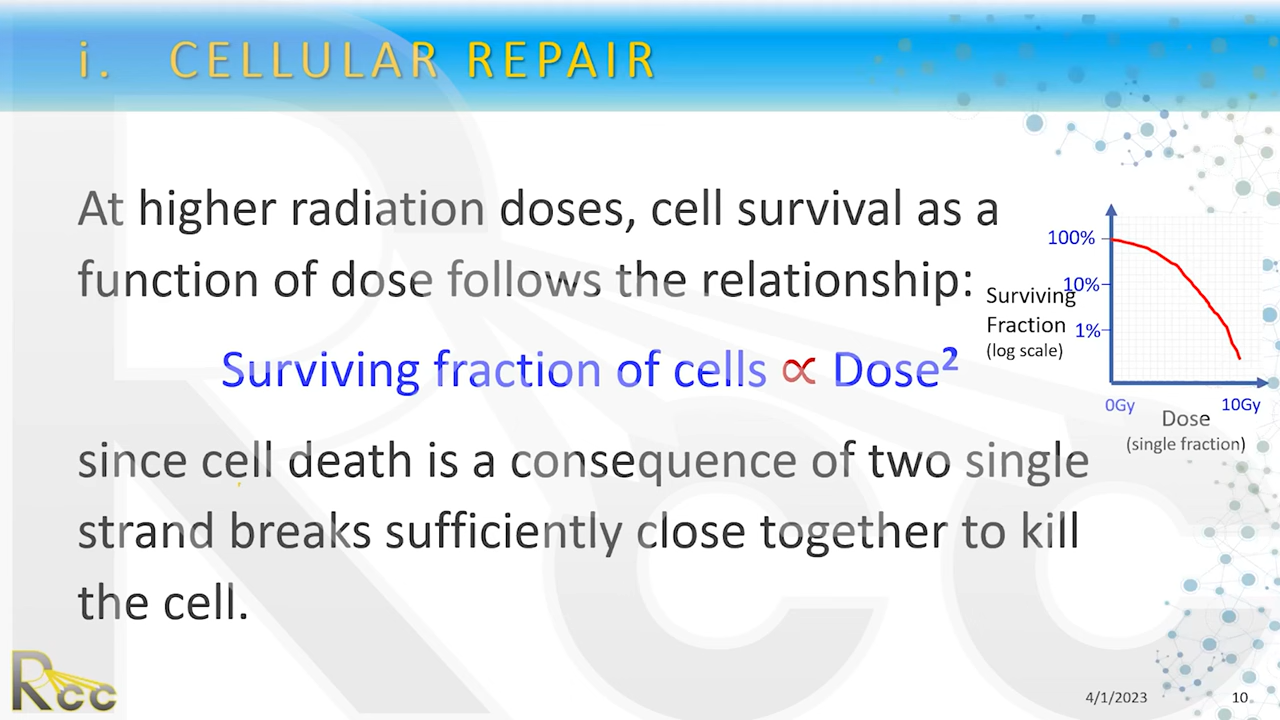 i. CELLULAR REPAIR
At higher radiation doses, cell survival as a
function of dose follows the relationship:
Surviving fraction of cells ∝ Dose²
since cell death is a consequence of two single
strand breaks sufficiently close together to kill
the cell.
100%
10%
1%
Surviving
Fraction
(log scale)
0Gy
10Gy
Dose
(single fraction)
Rcc
Rcc
4/1/2023
10